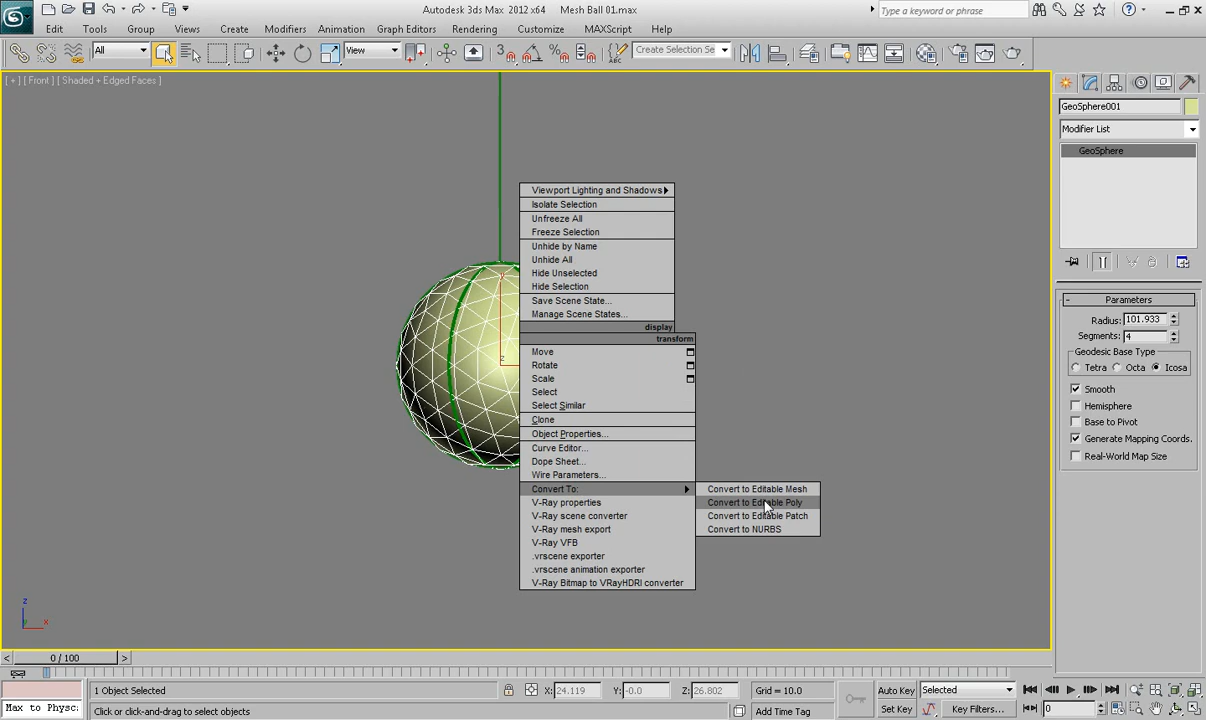 Autodesk 3ds Max 2012 x64 Mesh Ball 01.max
Type a keyword or phrase
Edit Tools Group Views Create Modifiers Animation Graph Editors Rendering Customize MAXScript Help
All View Create Selection Se
[ + ] [ Front ] [ Shaded + Edged Faces ]
GeoSphere001
Modifier List
GeoSphere
Viewport Lighting and Shadows
Isolate Selection
Unfreeze All
Freeze Selection
Unhide by Name
Unhide All
Hide Unselected
Hide Selection
Save Scene State...
Manage Scene States...
display
transform
Move
Rotate
Scale
Select
Select Similar
Clone
Object Properties...
Curve Editor...
Dope Sheet...
Wire Parameters...
Convert To:
V-Ray properties
V-Ray scene converter
V-Ray mesh export
V-Ray VFB
.vrscene exporter
.vrscene animation exporter
V-Ray Bitmap to VRayHDRI converter
Convert to Editable Mesh
Convert to Editable Poly
Convert to Editable Patch
Convert to NURBS
Parameters
Radius: 101.933
Segments: 4
Geodesic Base Type
Tetra Octa Icosa
Smooth
Hemisphere
Base to Pivot
Generate Mapping Coords.
Real-World Map Size
z
z
y
x
0 / 100
1 Object Selected X: 24.119 Y: -0.0 Z: 26.802 Grid = 10.0 Auto Key Selected
Max to Physc: Click or click-and-drag to select objects Add Time Tag Set Key Key Filters... 0